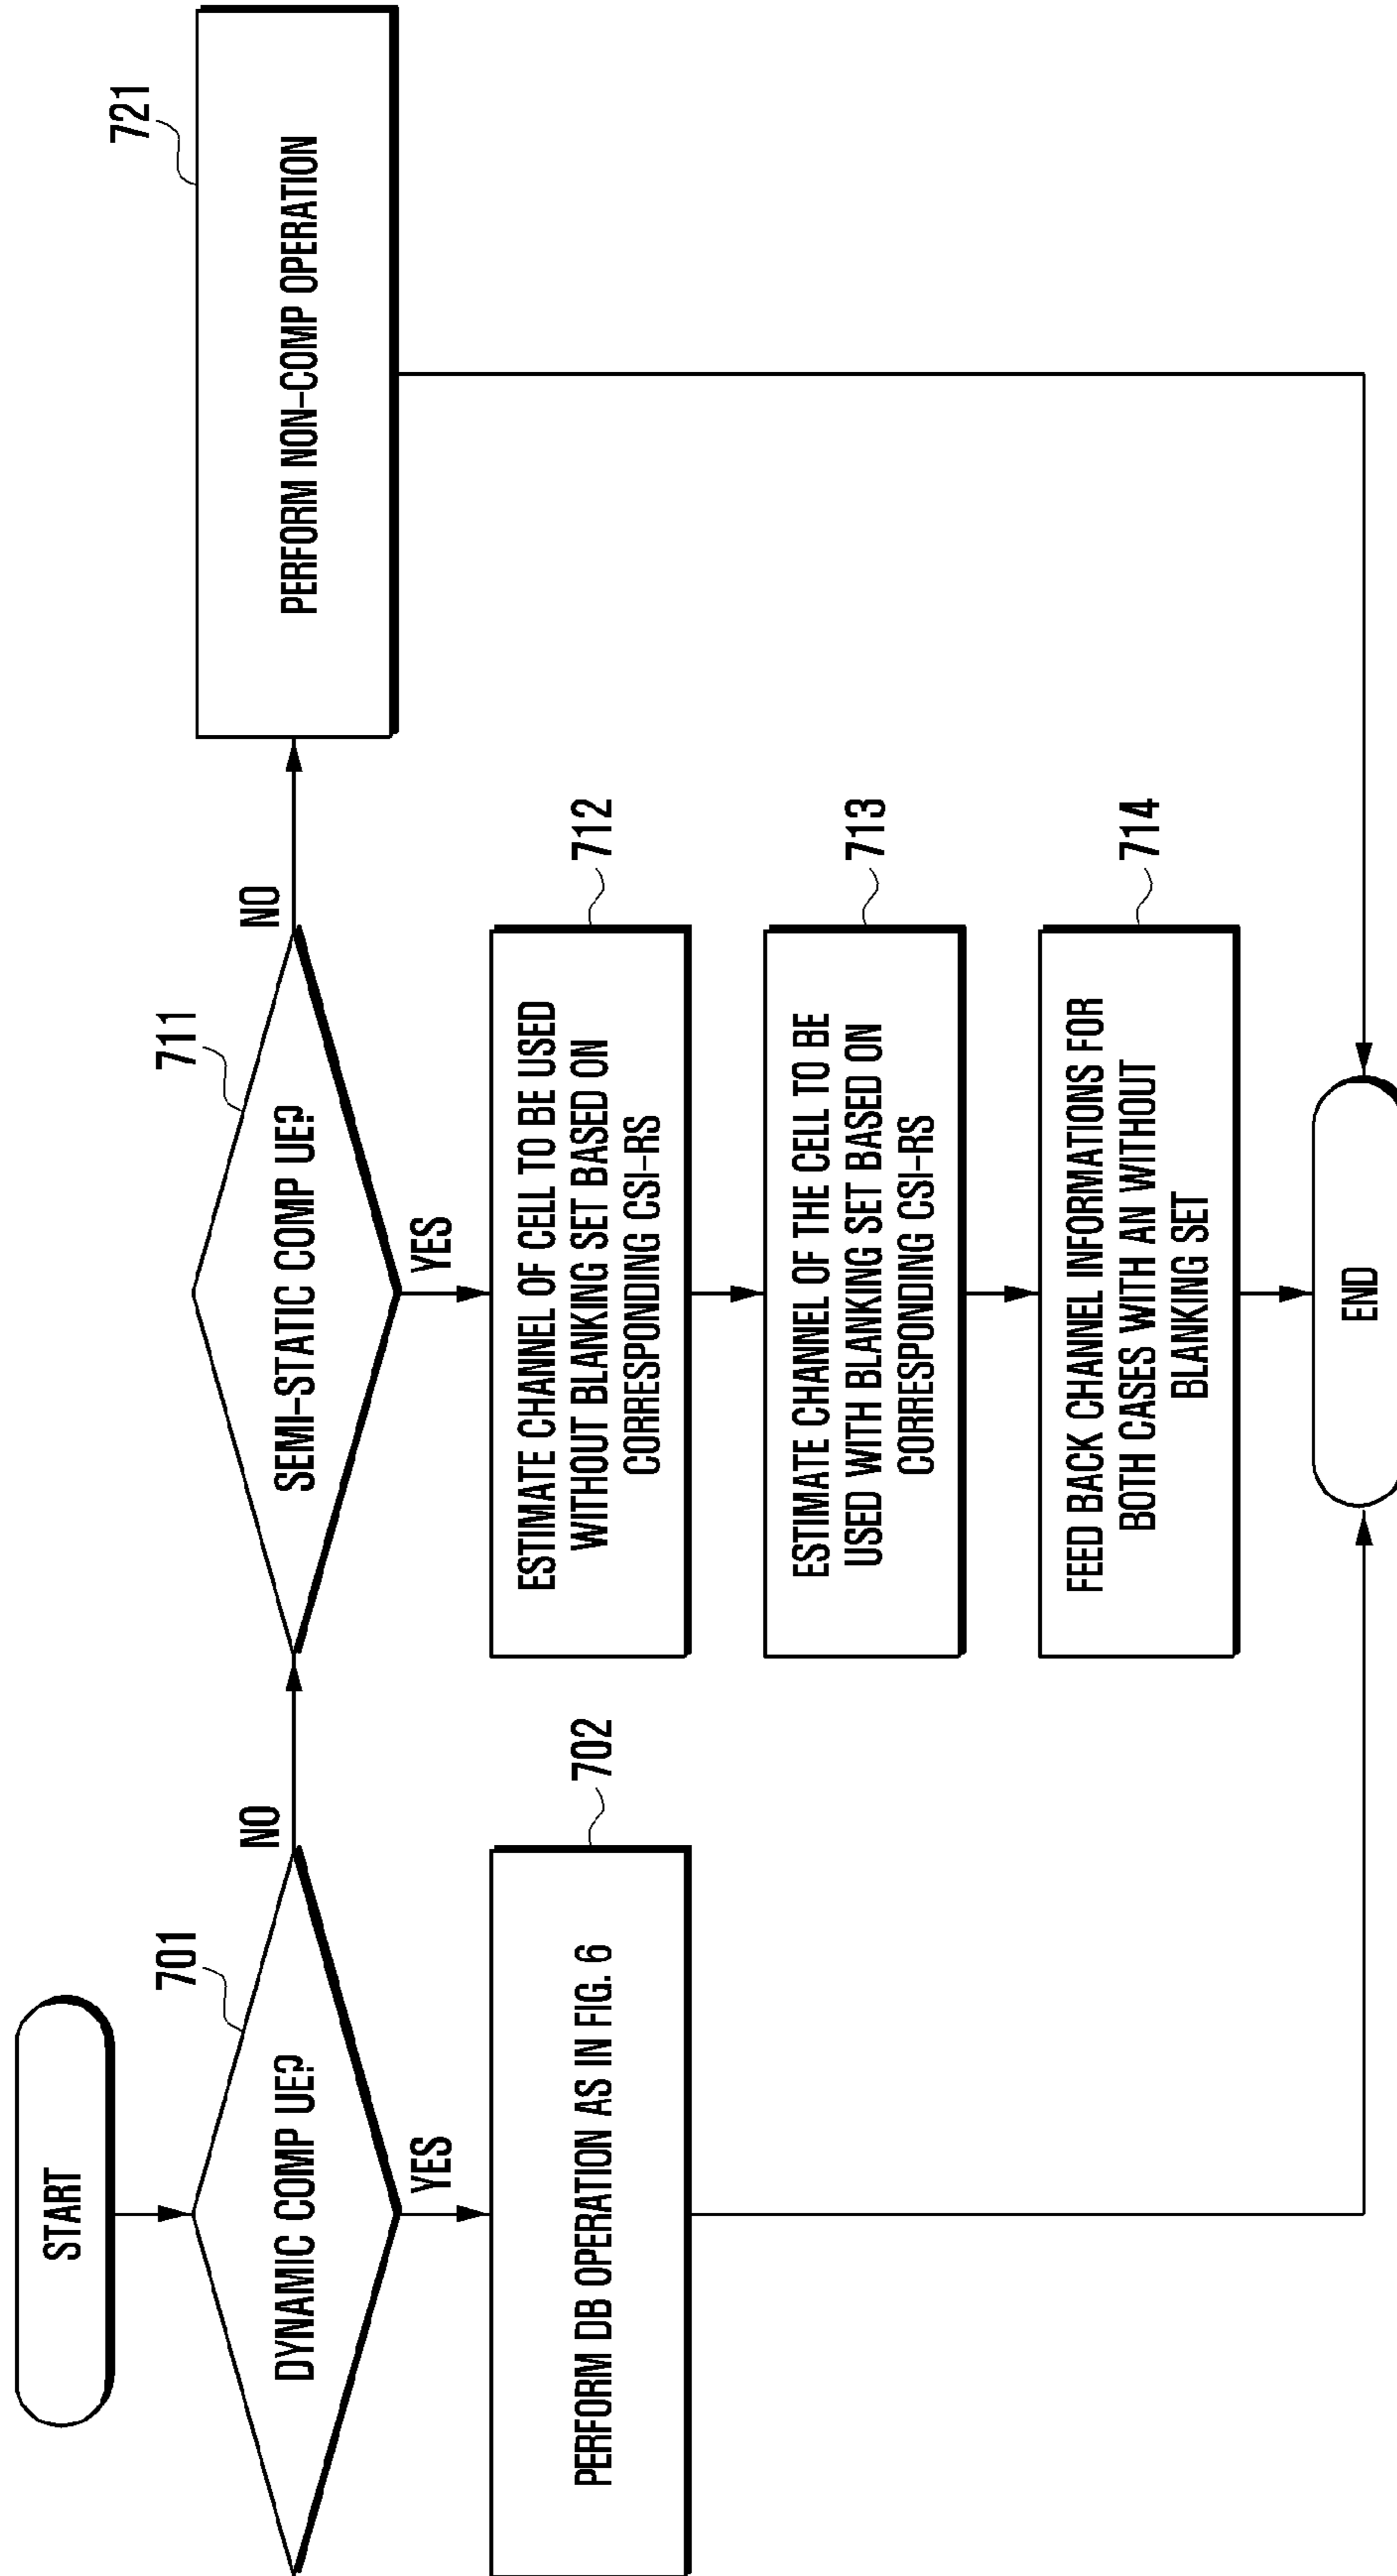 START
701
DYNAMIC COMP UE?
NO
YES
702
PERFORM DB OPERATION AS IN FIG. 6
711
SEMI-STATIC COMP UE?
NO
YES
712
ESTIMATE CHANNEL OF CELL TO BE USED
WITHOUT BLANKING SET BASED ON
CORRESPONDING CSI-RS
713
ESTIMATE CHANNEL OF THE CELL TO BE
USED WITH BLANKING SET BASED ON
CORRESPONDING CSI-RS
714
FEED BACK CHANNEL INFORMATIONS FOR
BOTH CASES WITH AN WITHOUT
BLANKING SET
721
PERFORM NON-COMP OPERATION
END